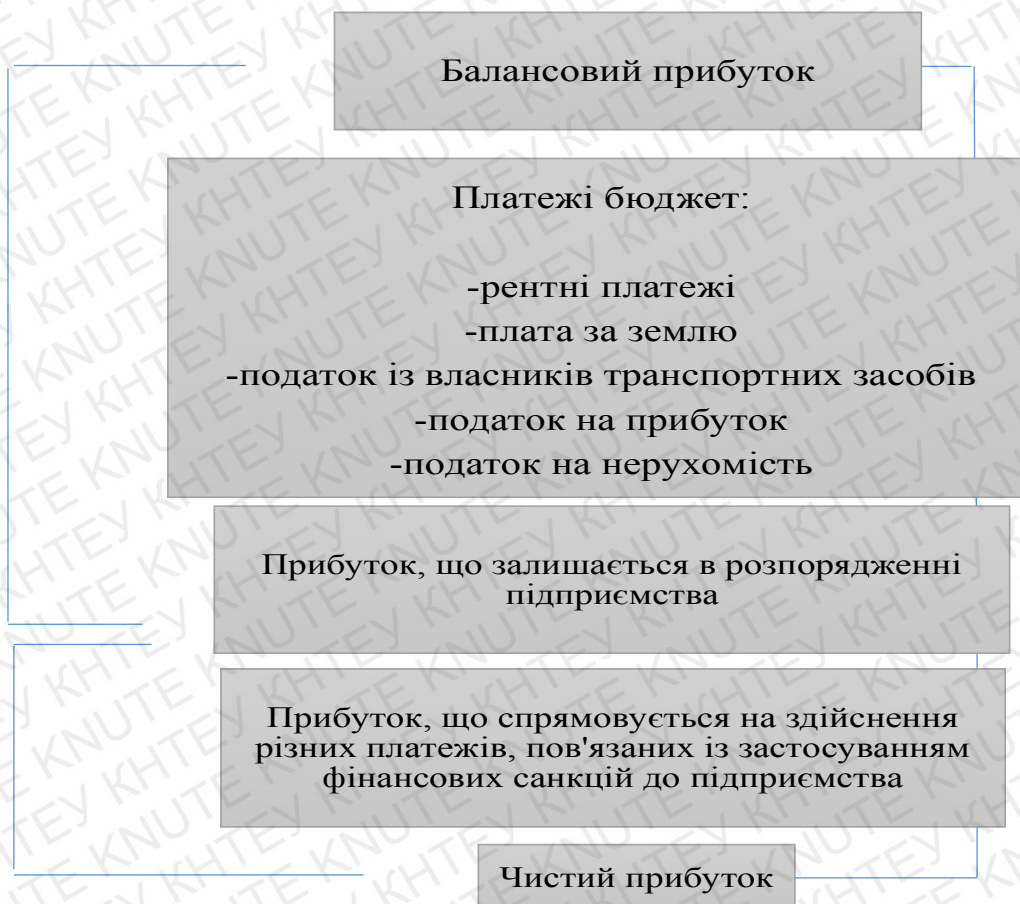 Балансовий прибуток
Платежі бюджет:
-рентні платежі
-плата за землю
-податок із власників транспортних засобів
-податок на прибуток
-податок на нерухомість
Прибуток, що залишається в розпорядженні
підприємства
Прибуток, що спрямовується на здійснення
різних платежів, пов'язаних із застосуванням
фінансових санкцій до підприємства
Чистий прибуток